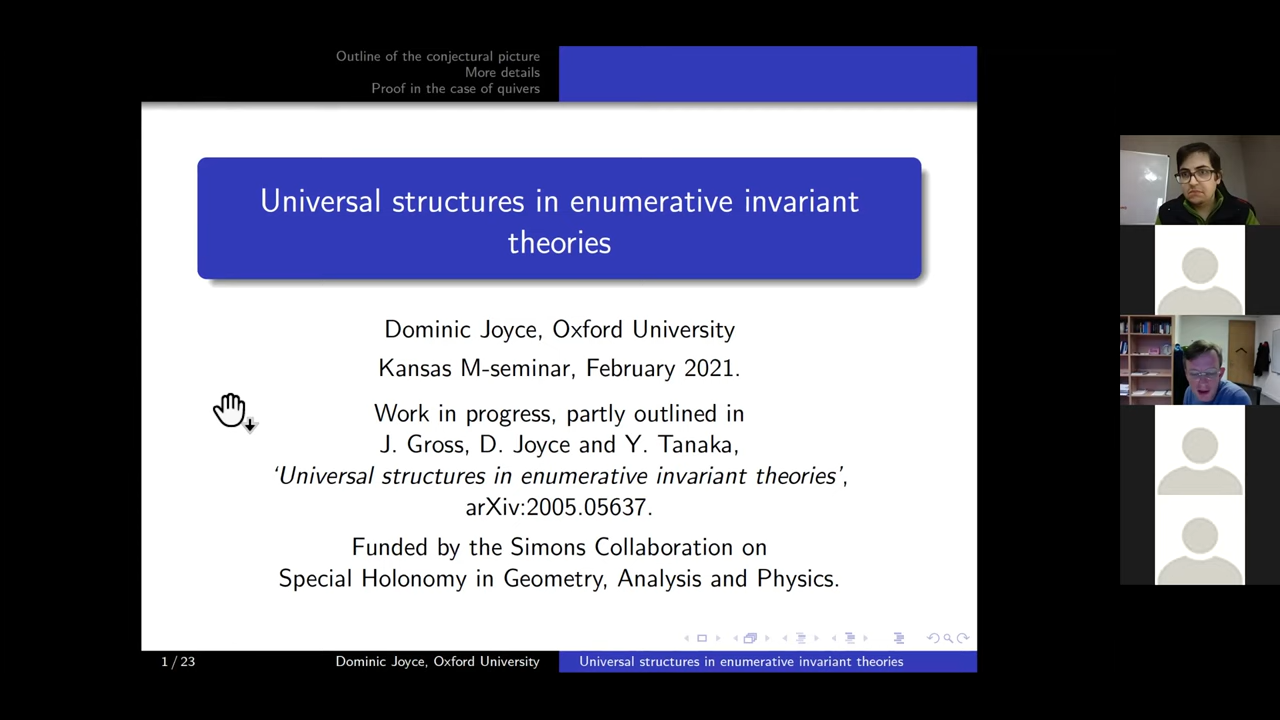 Outline of the conjectural picture
More details
Proof in the case of quivers
Universal structures in enumerative invariant
theories
Dominic Joyce, Oxford University
Kansas M-seminar, February 2021.
Work in progress, partly outlined in
J. Gross, D. Joyce and Y. Tanaka,
‘Universal structures in enumerative invariant theories’,
arXiv:2005.05637.
Funded by the Simons Collaboration on
Special Holonomy in Geometry, Analysis and Physics.
1 / 23
Dominic Joyce, Oxford University
Universal structures in enumerative invariant theories